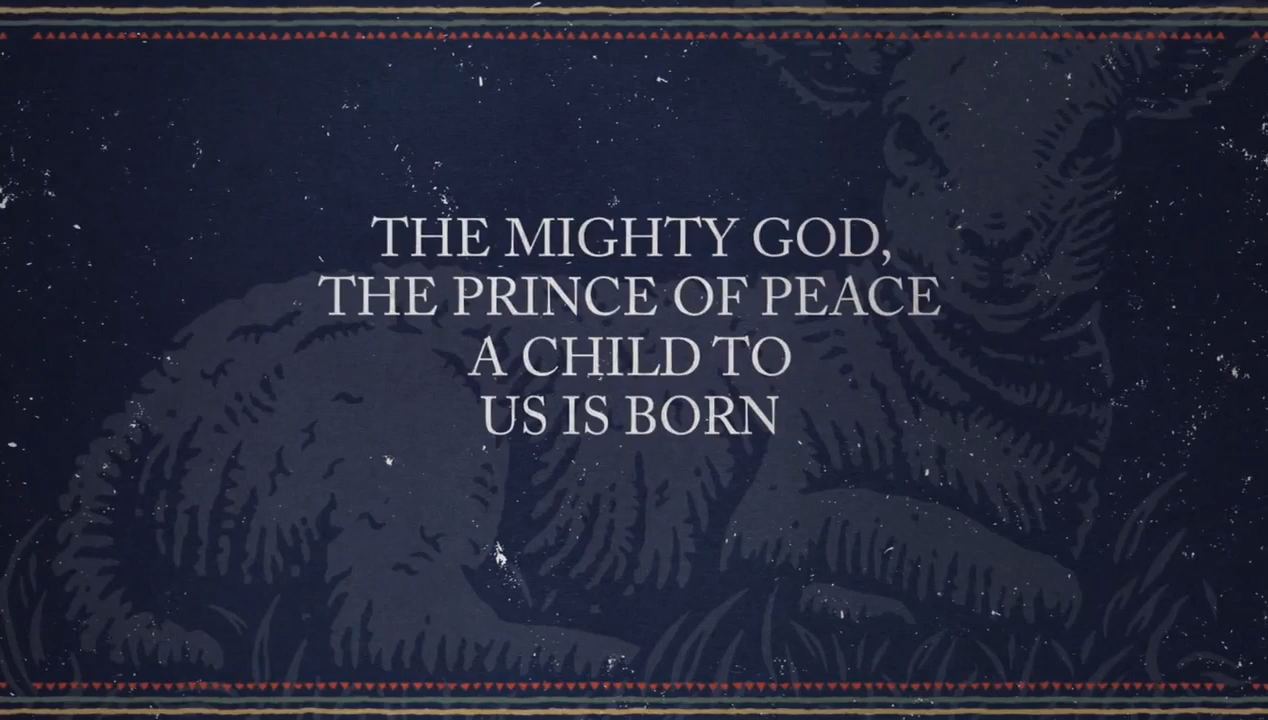 THE MIGHTY GOD,
THE PRINCE OF PEACE
A CHILD TO
US IS BORN